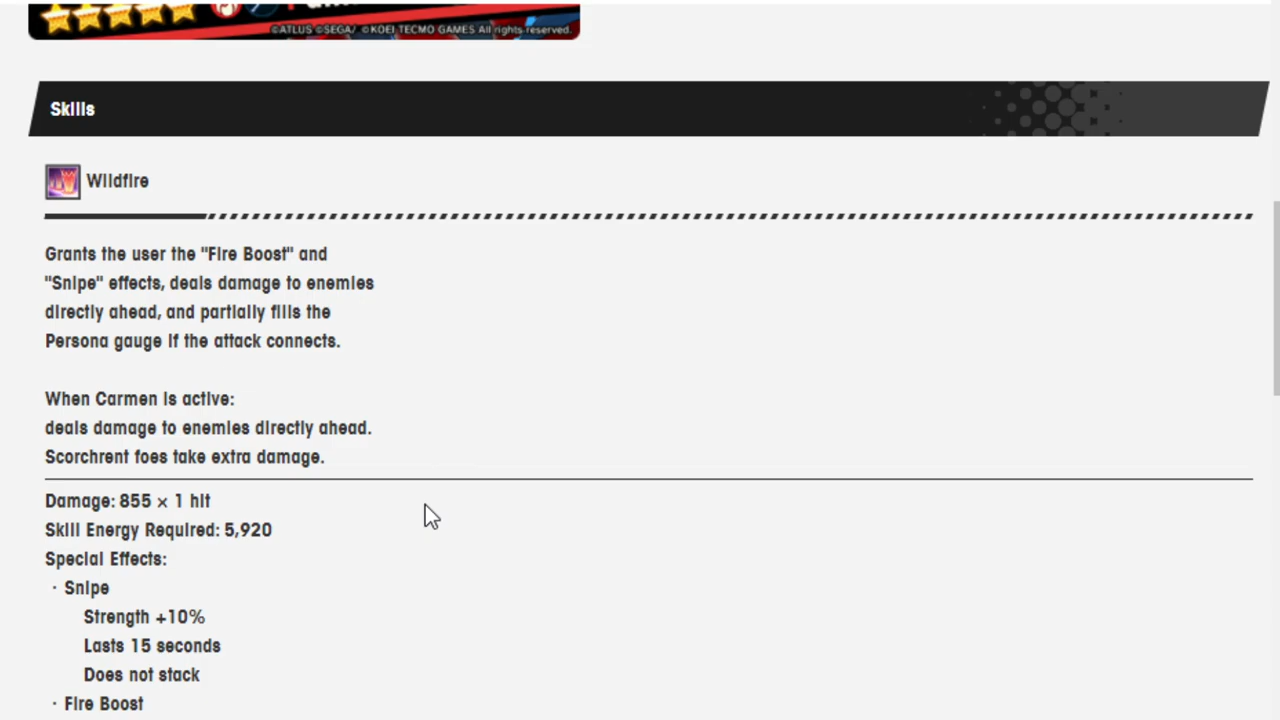 ©ATLUS ©SEGA/ ©KOEI TECMO GAMES All rights reserved.
Skills
Wildfire
Grants the user the "Fire Boost" and
"Snipe" effects, deals damage to enemies
directly ahead, and partially fills the
Persona gauge if the attack connects.
When Carmen is active:
deals damage to enemies directly ahead.
Scorchrent foes take extra damage.
Damage: 855 × 1 hit
Skill Energy Required: 5,920
Special Effects:
· Snipe
Strength +10%
Lasts 15 seconds
Does not stack
· Fire Boost